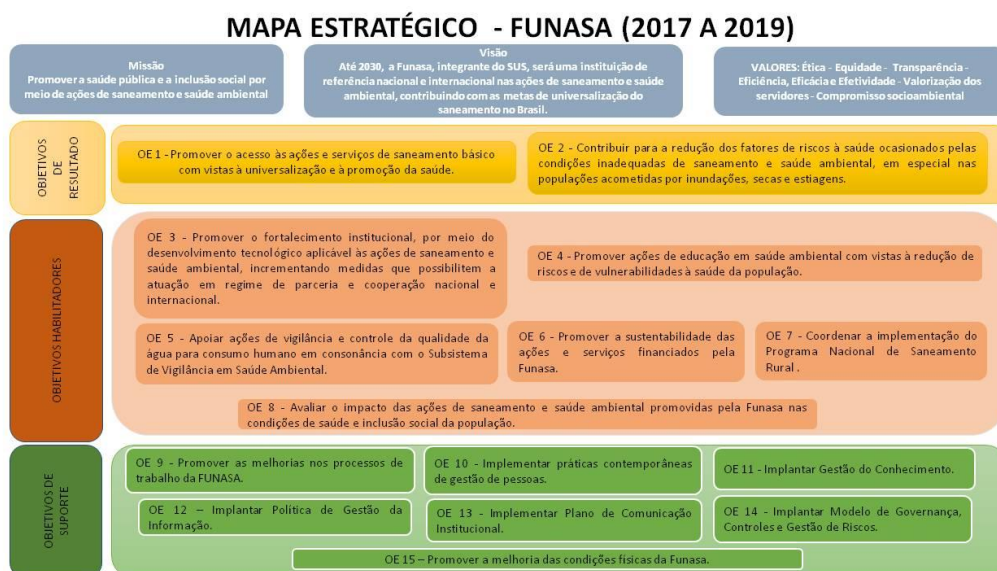 MAPA ESTRATÉGICO - FUNASA (2017 A 2019)
Missão
Promover a saúde pública e a inclusão social por
meio de ações de saneamento e saúde ambiental
Visão
Até 2030, a Funasa, integrante do SUS, será uma instituição de
referência nacional e internacional nas ações de saneamento e saúde
ambiental, contribuindo com as metas de universalização do
saneamento no Brasil.
VALORES: Ética - Equidade - Transparência -
Eficiência, Eficácia e Efetividade - Valorização dos
servidores - Compromisso socioambiental
OBJETIVOS
DE
RESULTADO
OE 1 - Promover o acesso às ações e serviços de saneamento básico
com vistas à universalização e à promoção da saúde.
OE 2 - Contribuir para a redução dos fatores de riscos à saúde ocasionados pelas
condições inadequadas de saneamento e saúde ambiental, em especial nas
populações acometidas por inundações, secas e estiagens.
OBJETIVOS HABILITADORES
OE 3 - Promover o fortalecimento institucional, por meio do
desenvolvimento tecnológico aplicável às ações de saneamento e
saúde ambiental, incrementando medidas que possibilitem a
atuação em regime de parceria e cooperação nacional e
internacional.
OE 4 - Promover ações de educação em saúde ambiental com vistas à redução de
riscos e de vulnerabilidades à saúde da população.
OE 5 - Apoiar ações de vigilância e controle da qualidade da
água para consumo humano em consonância com o Subsistema
de Vigilância em Saúde Ambiental.
OE 6 - Promover a sustentabilidade das
ações e serviços financiados pela
Funasa.
OE 7 - Coordenar a implementação do
Programa Nacional de Saneamento
Rural .
OE 8 - Avaliar o impacto das ações de saneamento e saúde ambiental promovidas pela Funasa nas
condições de saúde e inclusão social da população.
OBJETIVOS DE
SUPORTE
OE 9 - Promover as melhorias nos processos de
trabalho da FUNASA.
OE 10 - Implementar práticas contemporâneas
de gestão de pessoas.
OE 11 - Implantar Gestão do Conhecimento.
OE 12 – Implantar Política de Gestão da
Informação.
OE 13 - Implementar Plano de Comunicação
Institucional.
OE 14 - Implantar Modelo de Governança,
Controles e Gestão de Riscos.
OE 15 – Promover a melhoria das condições físicas da Funasa.